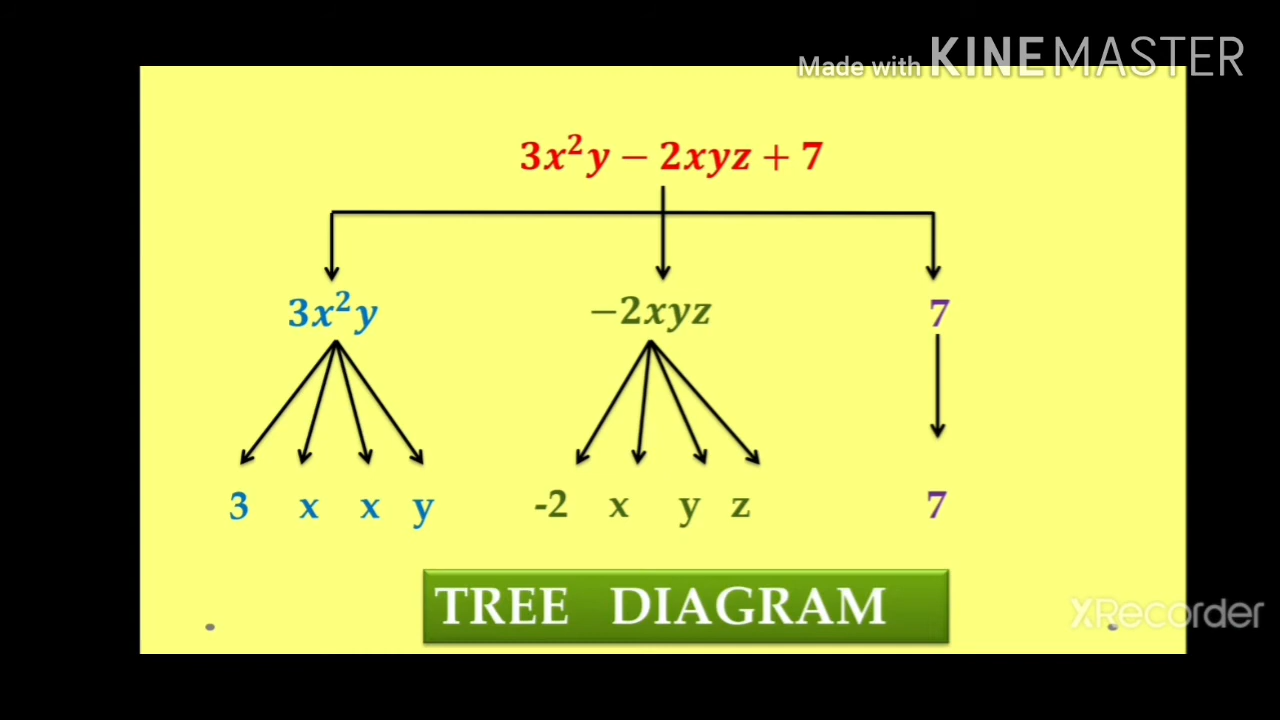 Made with KINEMASTER
3x²y − 2xyz + 7
3x²y −2xyz 7
3 x x y -2 x y z 7
TREE DIAGRAM
XRecorder